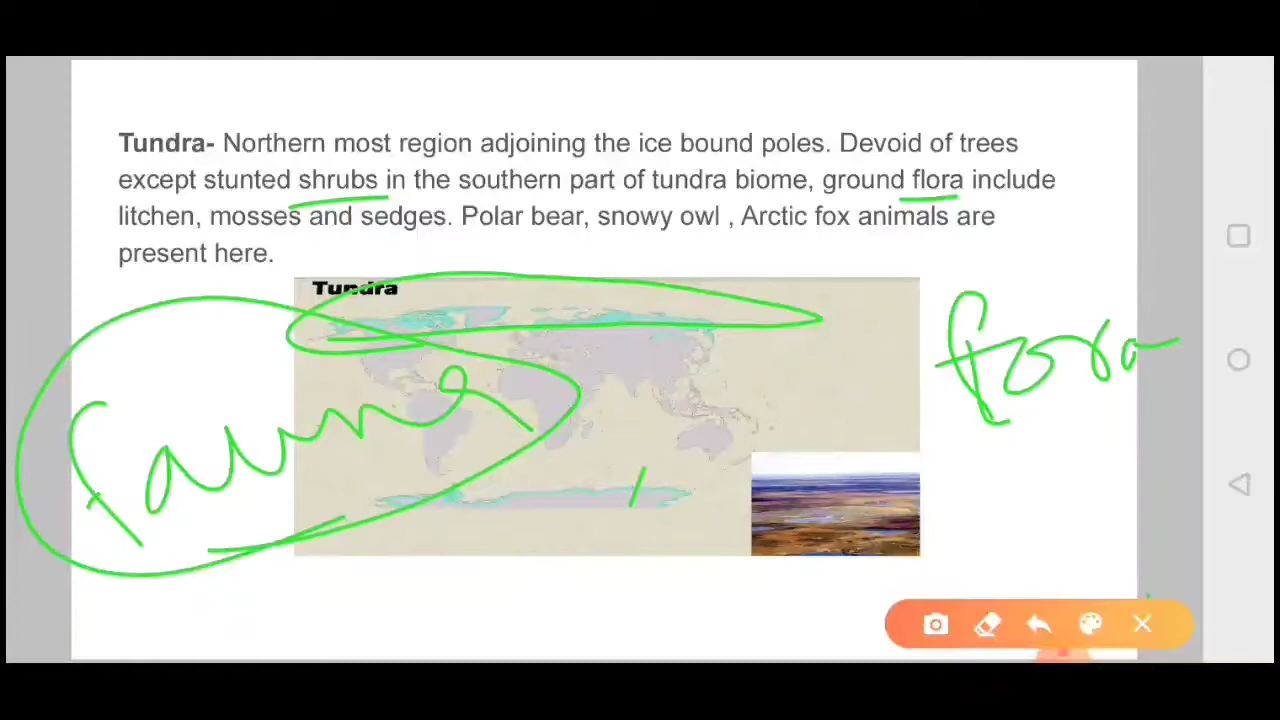 Tundra- Northern most region adjoining the ice bound poles. Devoid of trees
except stunted shrubs in the southern part of tundra biome, ground flora include
litchen, mosses and sedges. Polar bear, snowy owl , Arctic fox animals are
present here.
Tundra
fora
fauna